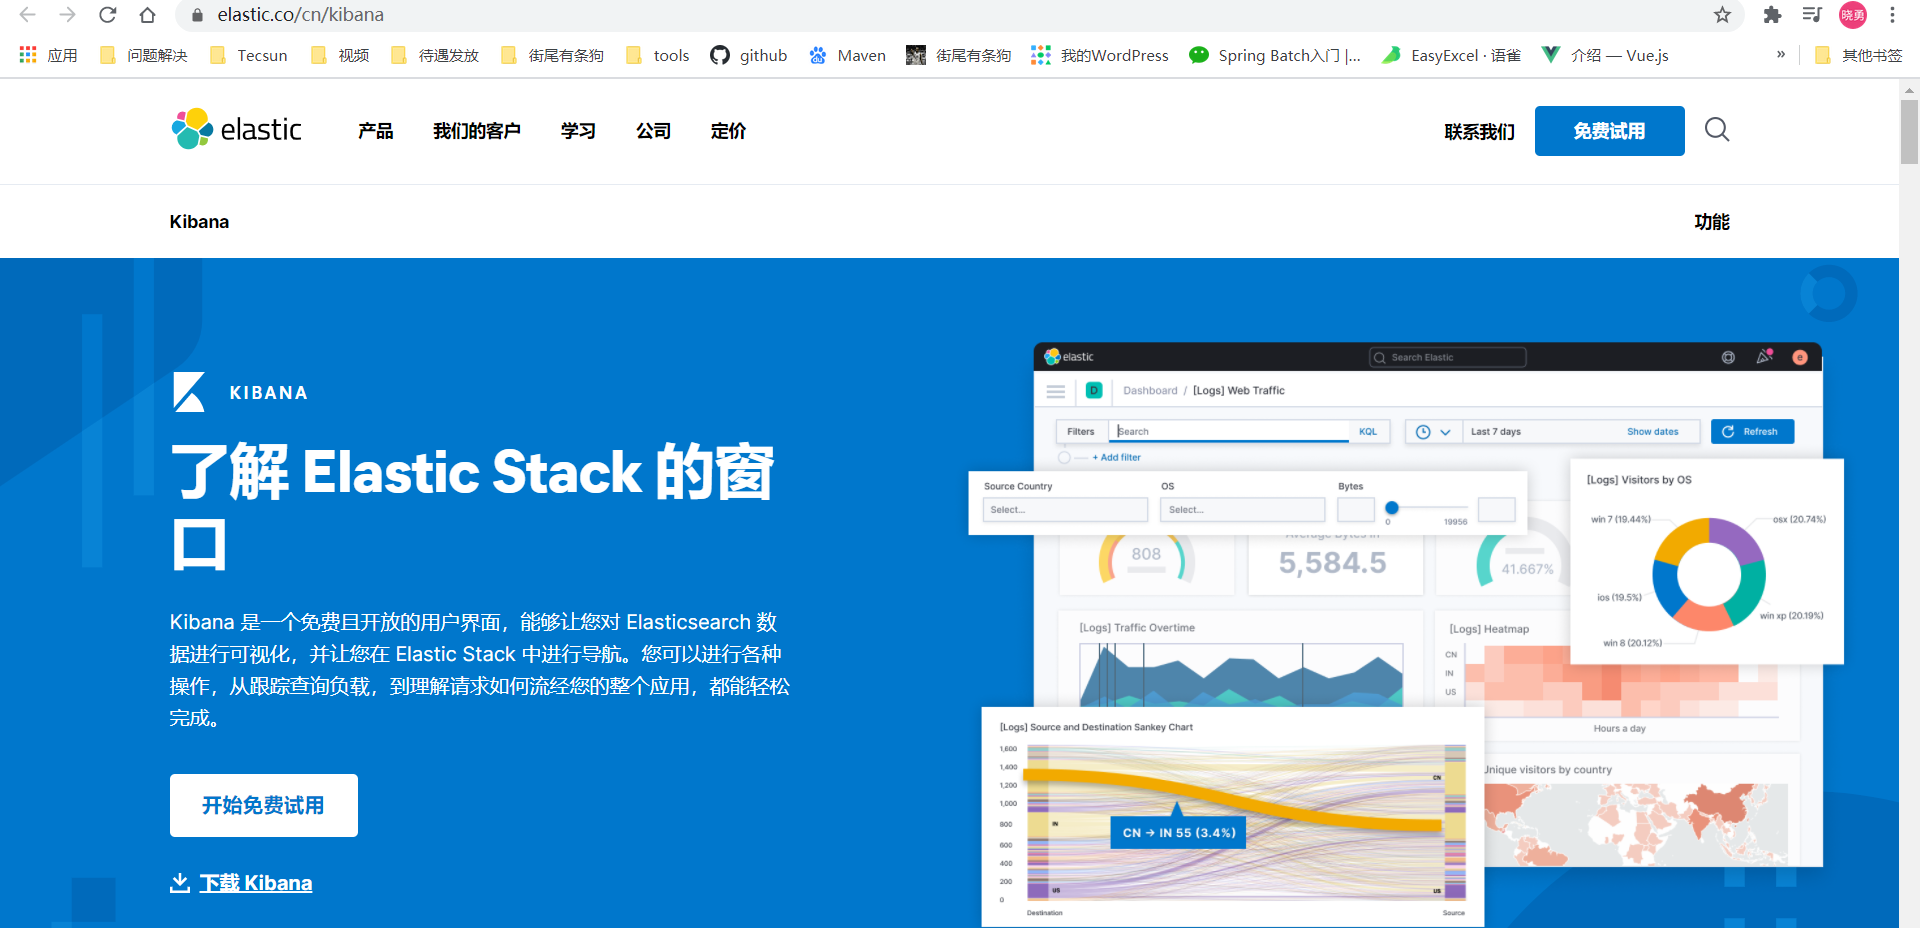 elastic.co/cn/kibana
晓勇
应用 问题解决 Tecsun 视频 待遇发放 街尾有条狗 tools github Maven 街尾有条狗 我的WordPress Spring Batch入门 |... EasyExcel · 语雀 介绍 — Vue.js » 其他书签
elastic 产品 我们的客户 学习 公司 定价 联系我们 免费试用
Kibana 功能
KIBANA
了解 Elastic Stack 的窗
口
Kibana 是一个免费且开放的用户界面，能够让您对 Elasticsearch 数
据进行可视化，并让您在 Elastic Stack 中进行导航。您可以进行各种
操作，从跟踪查询负载，到理解请求如何流经您的整个应用，都能轻松
完成。
开始免费试用
下载 Kibana
elastic Search Elastic e
D Dashboard / [Logs] Web Traffic
Filters Search KQL Last 7 days Show dates Refresh
+ Add filter
Source Country OS Bytes
Select... Select... 0 19956
808
Average Bytes In
5,584.5
41.667%
[Logs] Visitors by OS
win 7 (19.44%) osx (20.74%)
ios (19.5%) win xp (20.19%)
win 8 (20.12%)
[Logs] Traffic Overtime
[Logs] Heatmap
CN
IN
US
Hours a day
[Logs] Source and Destination Sankey Chart
1,600
1,400
1,200
1,000
800
600
400
200
0
CN
IN
US US
CN → IN 55 (3.4%)
Destination Source
Unique visitors by country